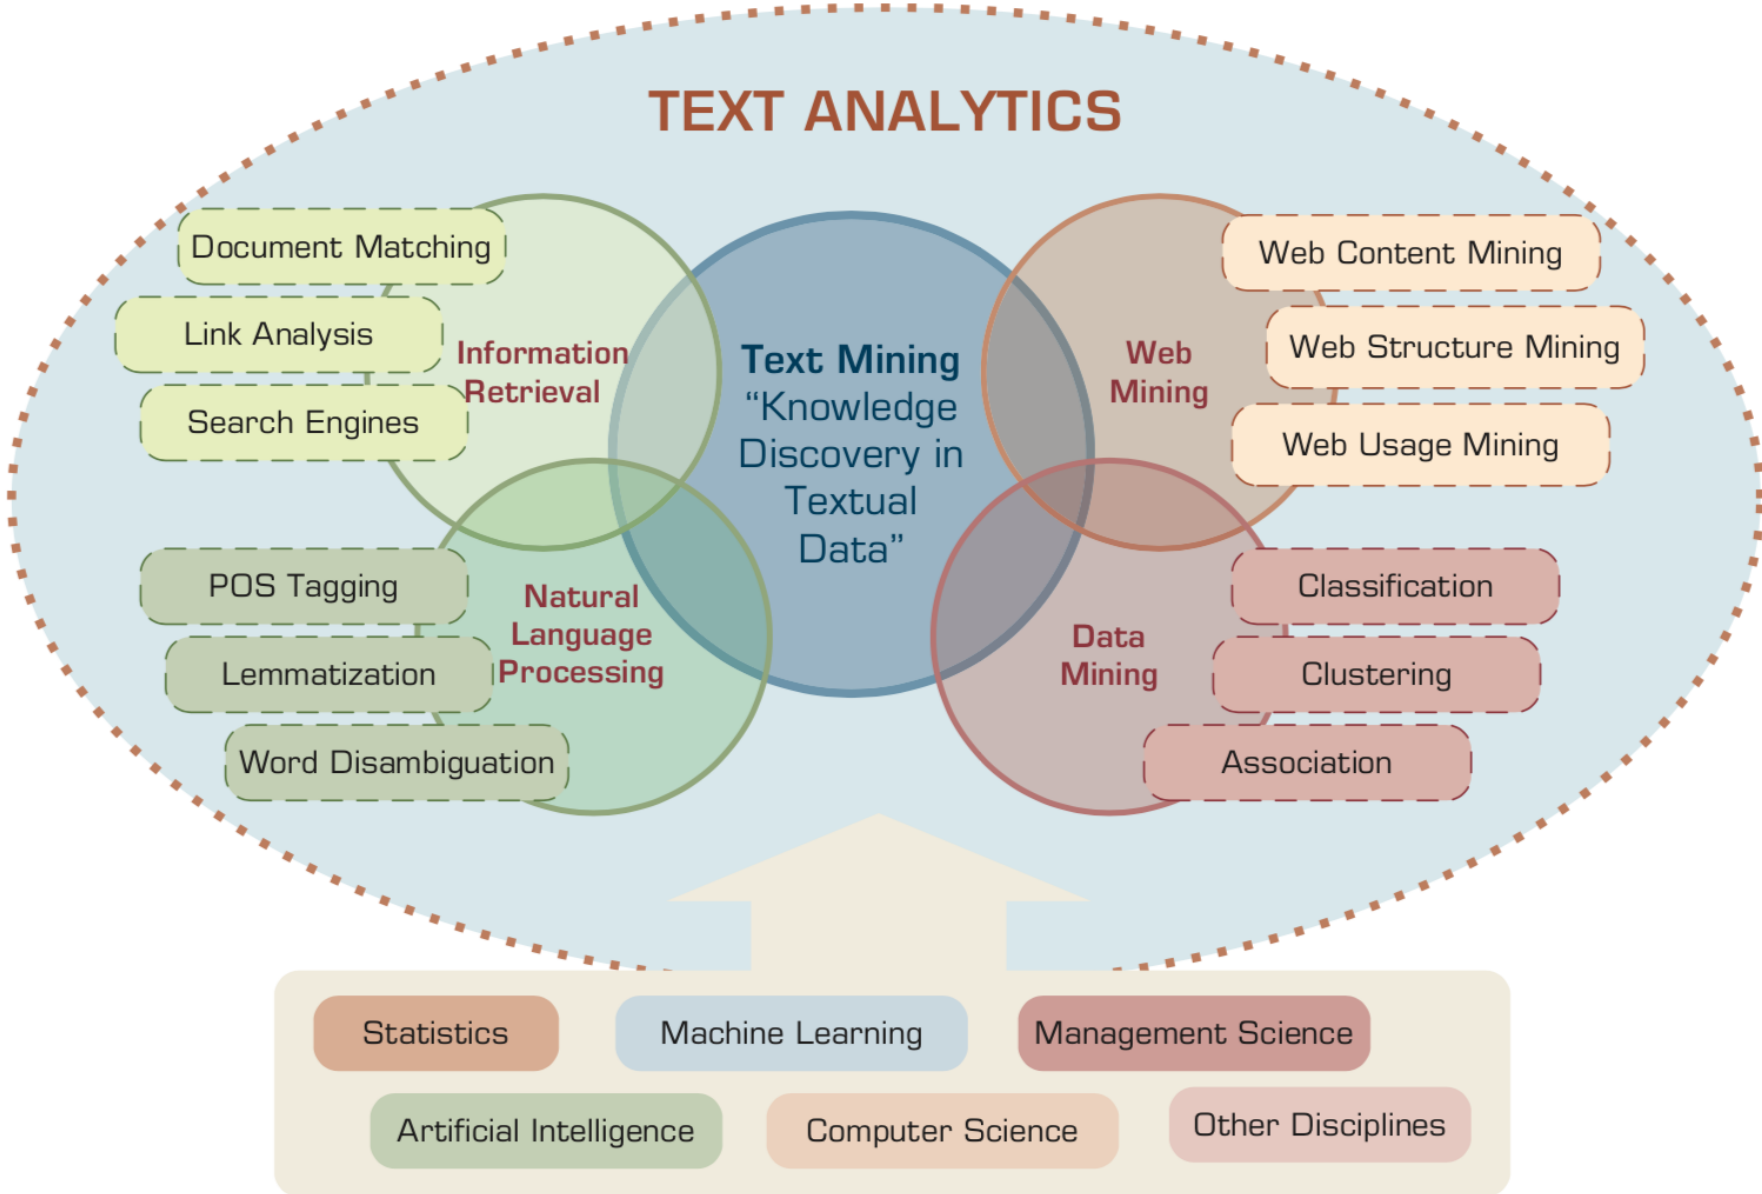 TEXT ANALYTICS
Document Matching
Link Analysis
Search Engines
Information
Retrieval
Text Mining
“Knowledge
Discovery in
Textual
Data”
Web
Mining
Web Content Mining
Web Structure Mining
Web Usage Mining
POS Tagging
Lemmatization
Word Disambiguation
Natural
Language
Processing
Data
Mining
Classification
Clustering
Association
Statistics
Machine Learning
Management Science
Artificial Intelligence
Computer Science
Other Disciplines